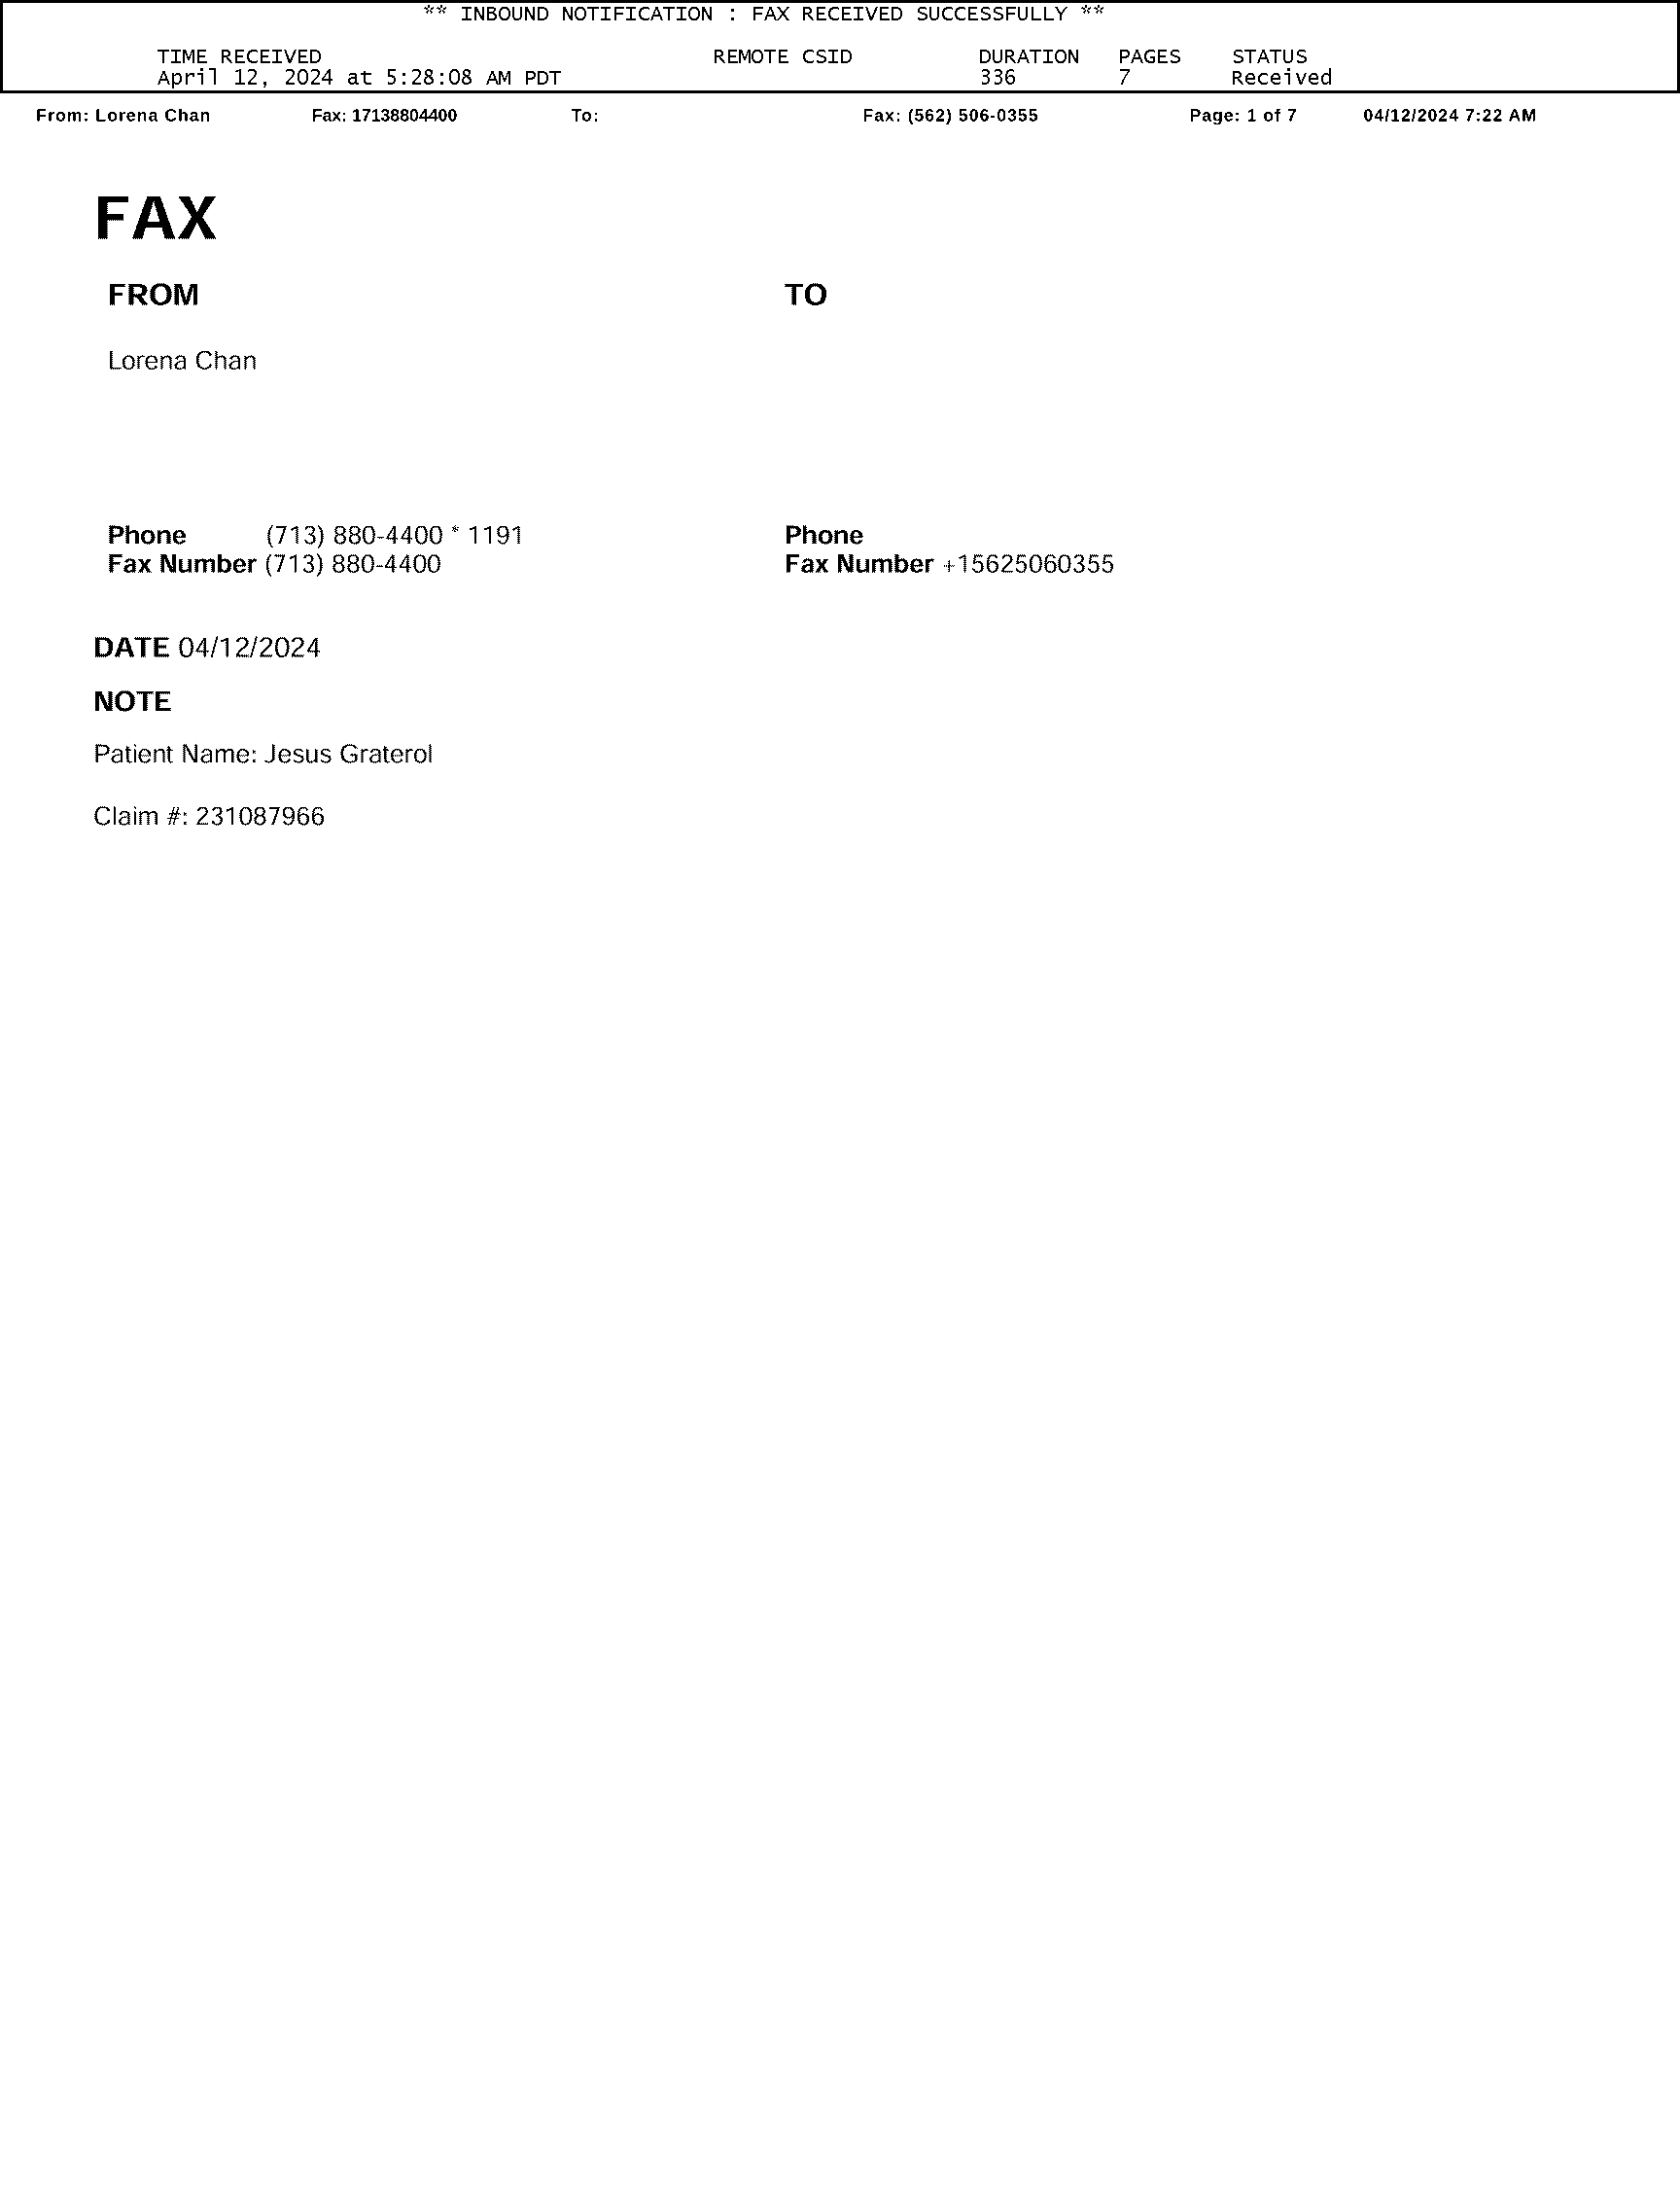 ** INBOUND NOTIFICATION : FAX RECEIVED SUCCESSFULLY **
TIME RECEIVED REMOTE CSID DURATION PAGES STATUS
April 12, 2024 at 5:28:08 AM PDT 336 7 Received
From: Lorena Chan Fax: 17138804400 To: Fax: (562) 506-0355 Page: 1 of 7 04/12/2024 7:22 AM
FAX
FROM TO
Lorena Chan
Phone (713) 880-4400 * 1191 Phone
Fax Number (713) 880-4400 Fax Number +15625060355
DATE 04/12/2024
NOTE
Patient Name: Jesus Graterol
Claim #: 231087966